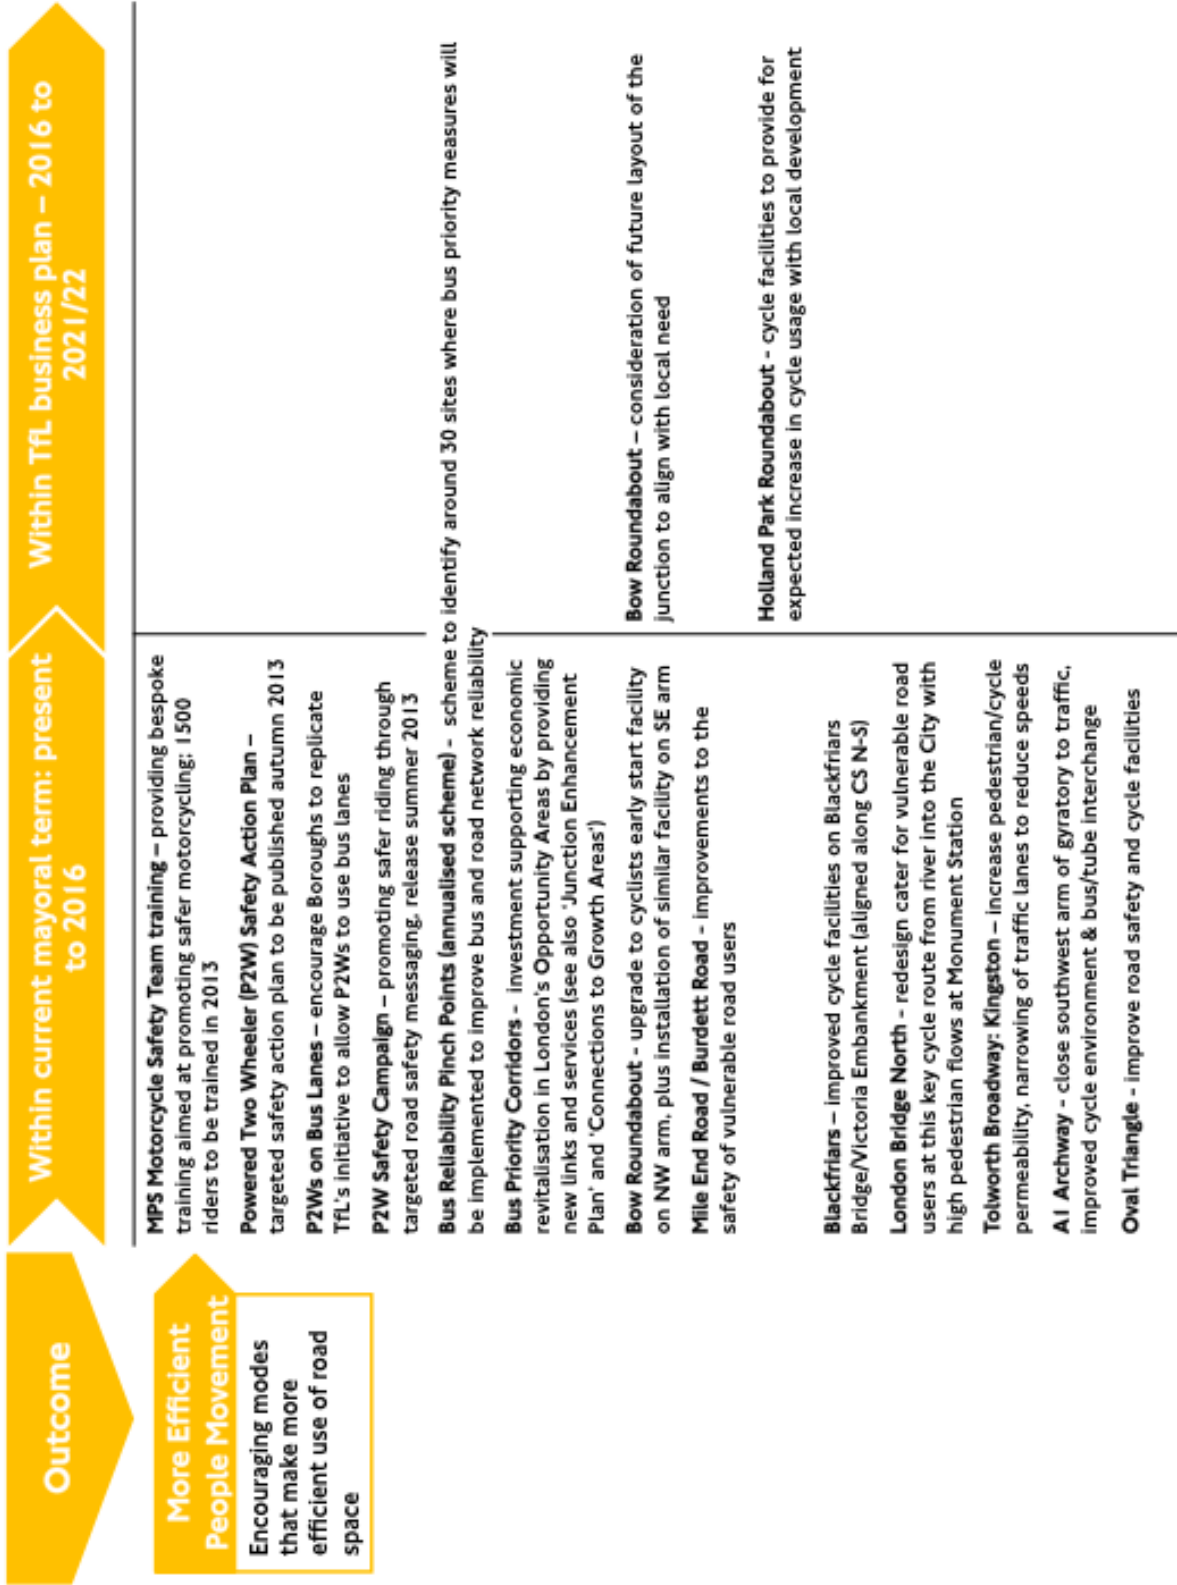 Outcome
Within current mayoral term: present
to 2016
Within TfL business plan – 2016 to
2021/22
More Efficient
People Movement
Encouraging modes
that make more
efficient use of road
space
MPS Motorcycle Safety Team training – providing bespoke
training aimed at promoting safer motorcycling; 1500
riders to be trained in 2013
Powered Two Wheeler (P2W) Safety Action Plan –
targeted safety action plan to be published autumn 2013
P2Ws on Bus Lanes – encourage Boroughs to replicate
TfL's initiative to allow P2Ws to use bus lanes
P2W Safety Campaign – promoting safer riding through
targeted road safety messaging, release summer 2013
Bus Reliability Pinch Points (annualised scheme) - scheme to identify around 30 sites where bus priority measures will
be implemented to improve bus and road network reliability
Bus Priority Corridors - investment supporting economic
revitalisation in London's Opportunity Areas by providing
new links and services (see also 'Junction Enhancement
Plan' and 'Connections to Growth Areas')
Bow Roundabout - upgrade to cyclists early start facility
on NW arm, plus installation of similar facility on SE arm
Mile End Road / Burdett Road - improvements to the
safety of vulnerable road users
Blackfriars – improved cycle facilities on Blackfriars
Bridge/Victoria Embankment (aligned along CS N-S)
London Bridge North - redesign cater for vulnerable road
users at this key cycle route from river into the City with
high pedestrian flows at Monument Station
Tolworth Broadway: Kingston – increase pedestrian/cycle
permeability, narrowing of traffic lanes to reduce speeds
A1 Archway - close southwest arm of gyratory to traffic,
improved cycle environment & bus/tube interchange
Oval Triangle - improve road safety and cycle facilities
Bow Roundabout – consideration of future layout of the
junction to align with local need
Holland Park Roundabout - cycle facilities to provide for
expected increase in cycle usage with local development